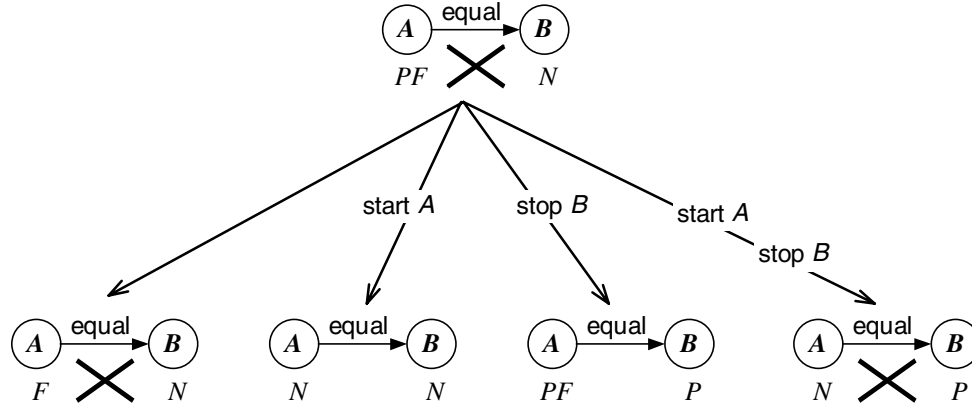 equal
A B
PF N
start A
stop B
start A
stop B
equal equal equal equal
A B A B A B A B
F N N N PF P N P